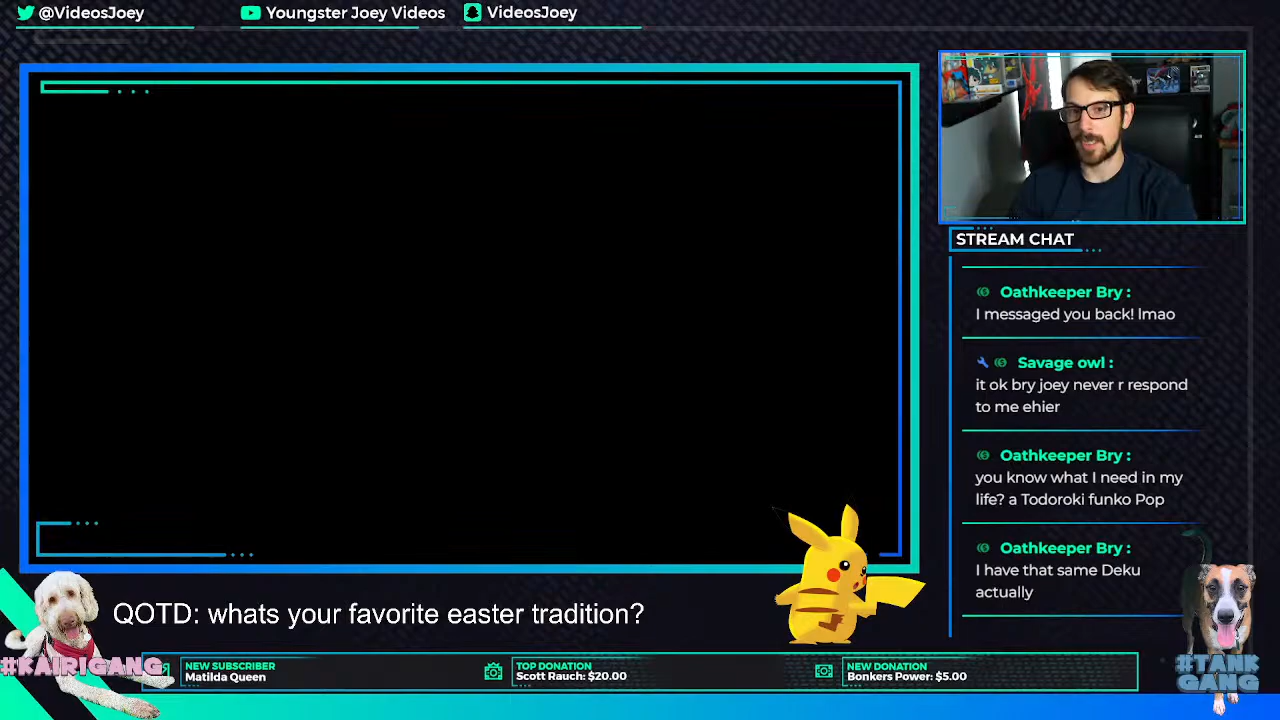 @VideosJoey
Youngster Joey Videos
VideosJoey
STREAM CHAT
Oathkeeper Bry :
I messaged you back! lmao
Savage owl :
it ok bry joey never r respond
to me ehier
Oathkeeper Bry :
you know what I need in my
life? a Todoroki funko Pop
Oathkeeper Bry :
I have that same Deku
actually
QOTD: whats your favorite easter tradition?
#KAIRIGANG
NEW SUBSCRIBER
Matilda Queen
TOP DONATION
Scott Rauch: $20.00
NEW DONATION
Bonkers Power: $5.00
#TANK
GANG